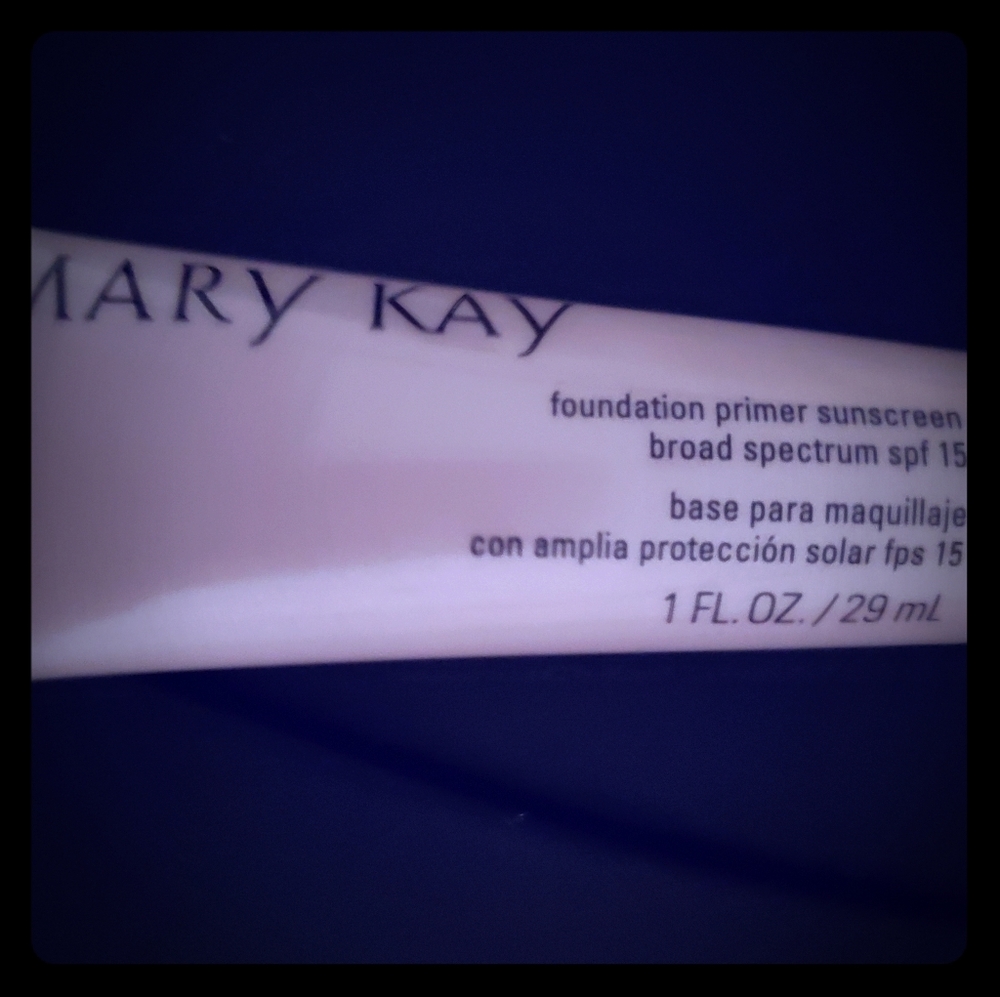 MARY KAY
foundation primer sunscreen
broad spectrum spf 15
base para maquillaje
con amplia protección solar fps 15
1 FL. OZ. / 29 mL